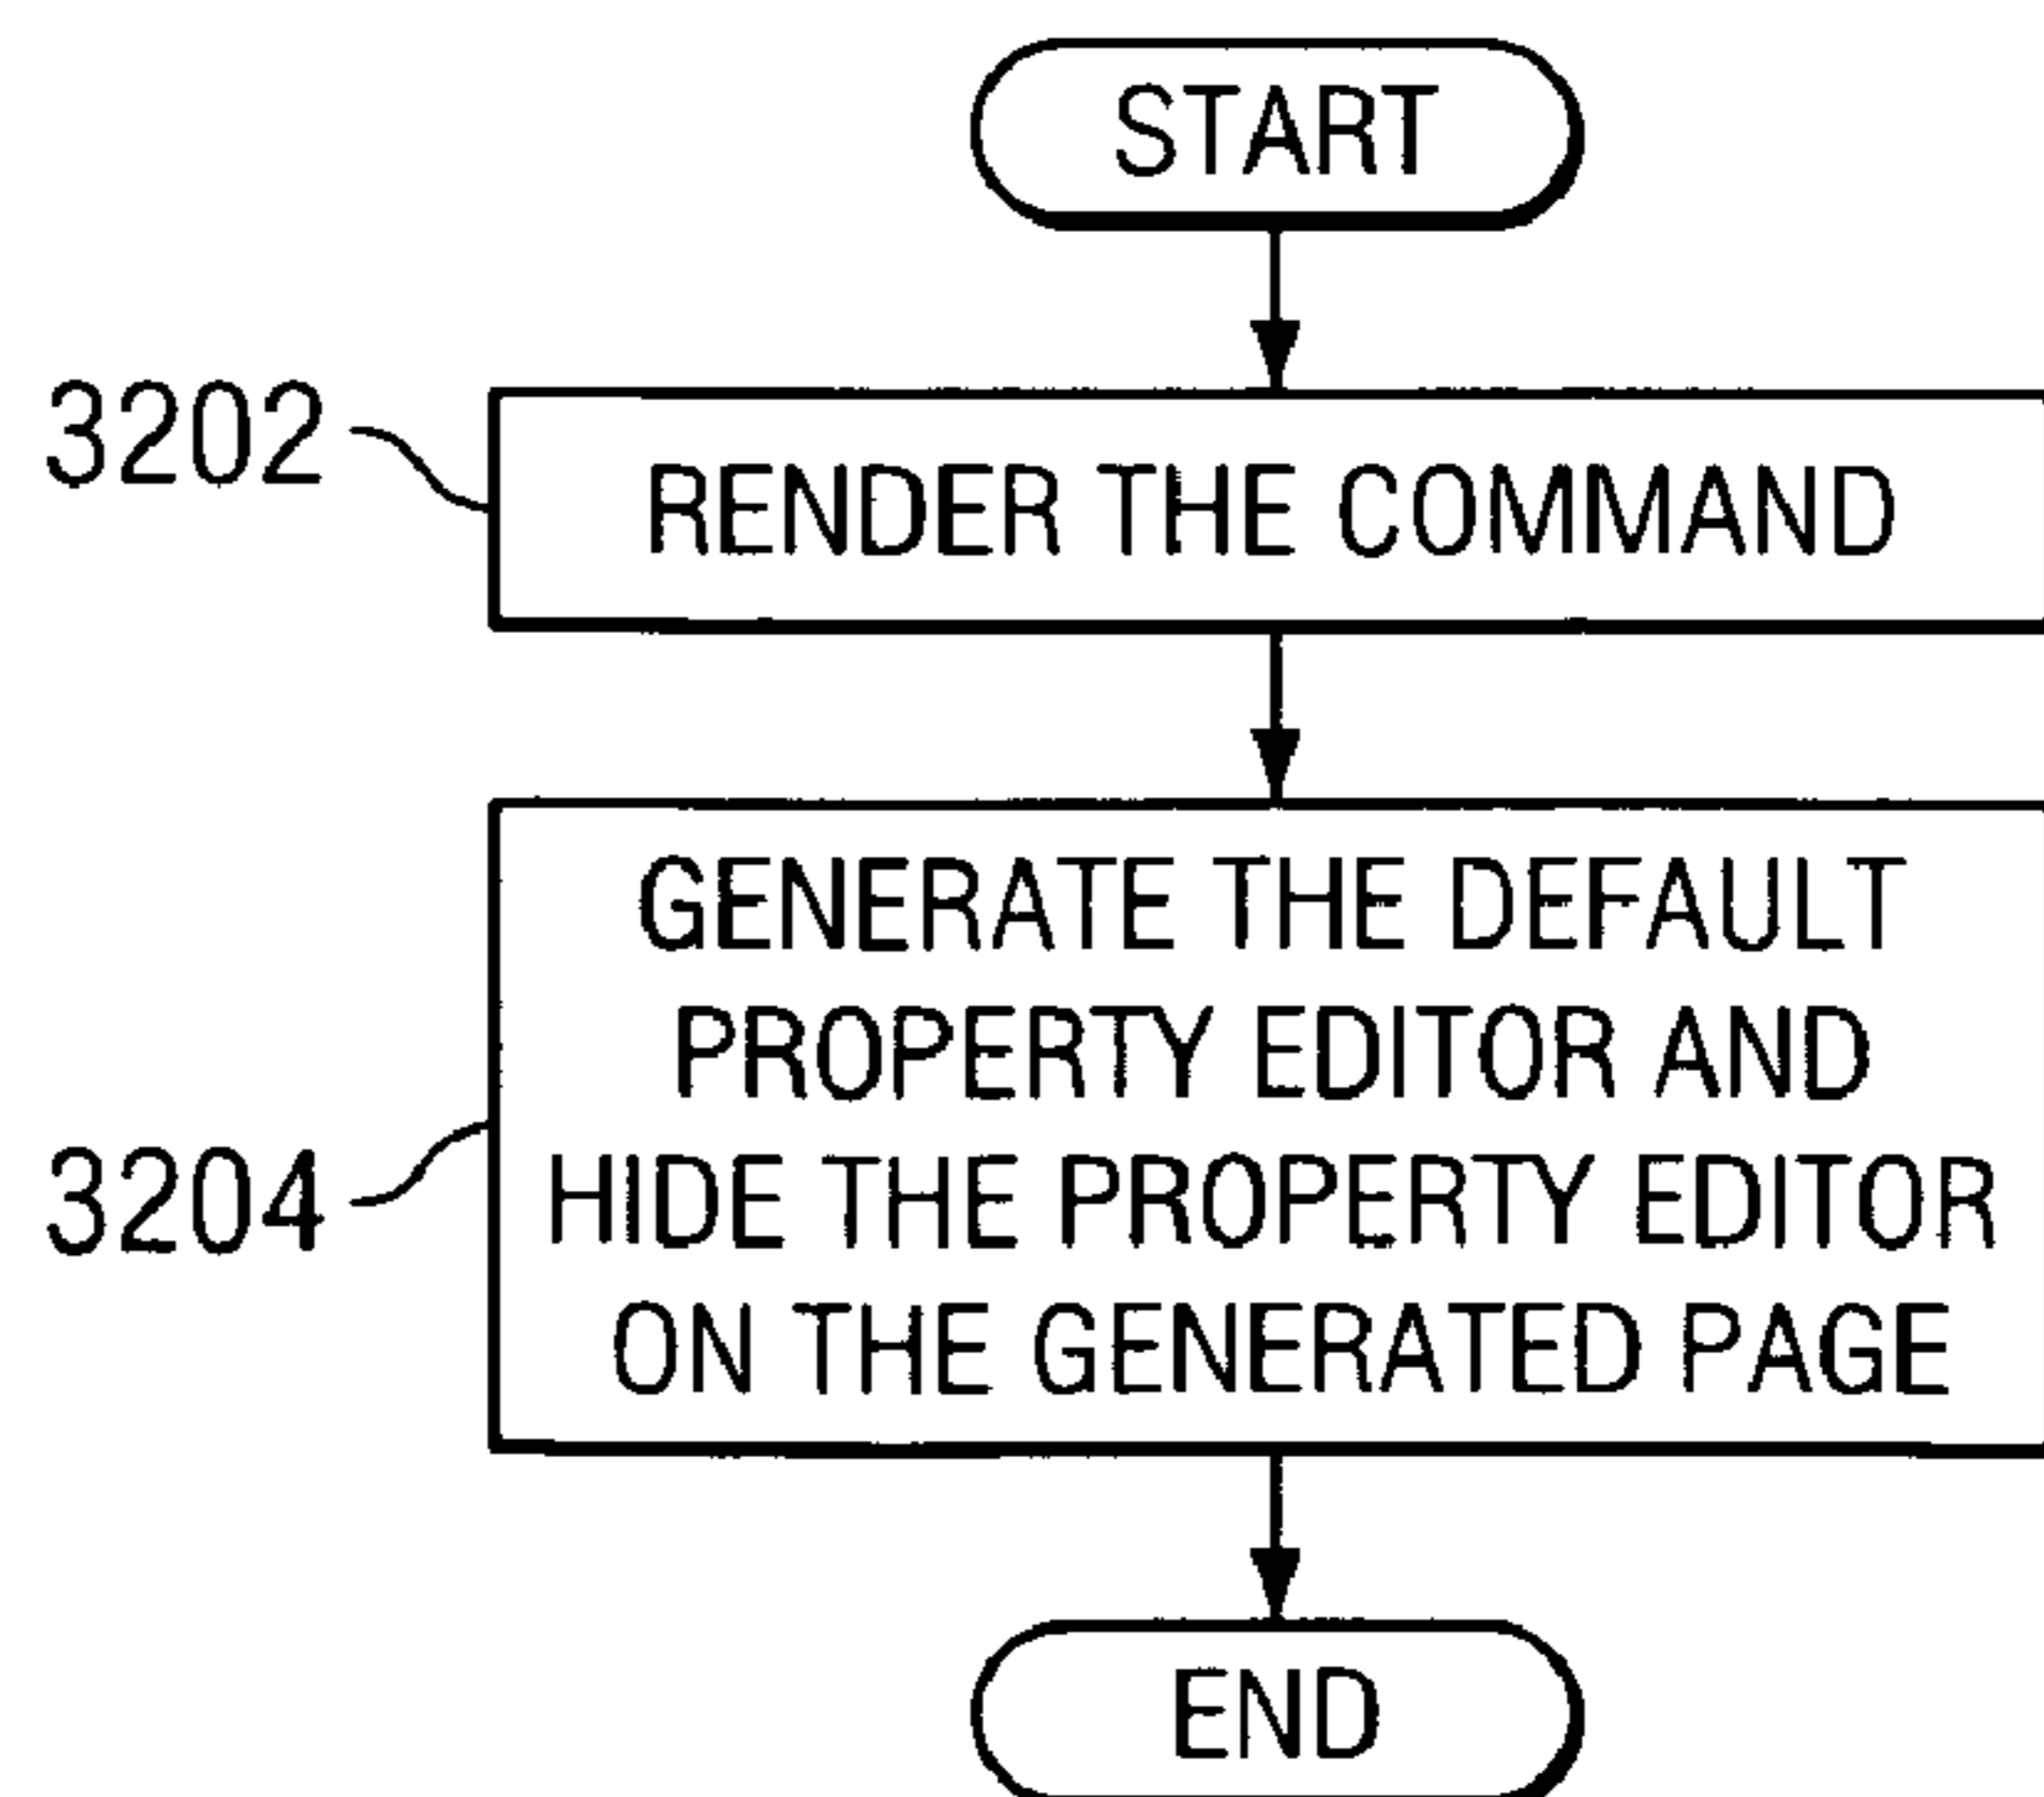 START
3202
RENDER THE COMMAND
GENERATE THE DEFAULT
PROPERTY EDITOR AND
HIDE THE PROPERTY EDITOR
3204
ON THE GENERATED PAGE
END